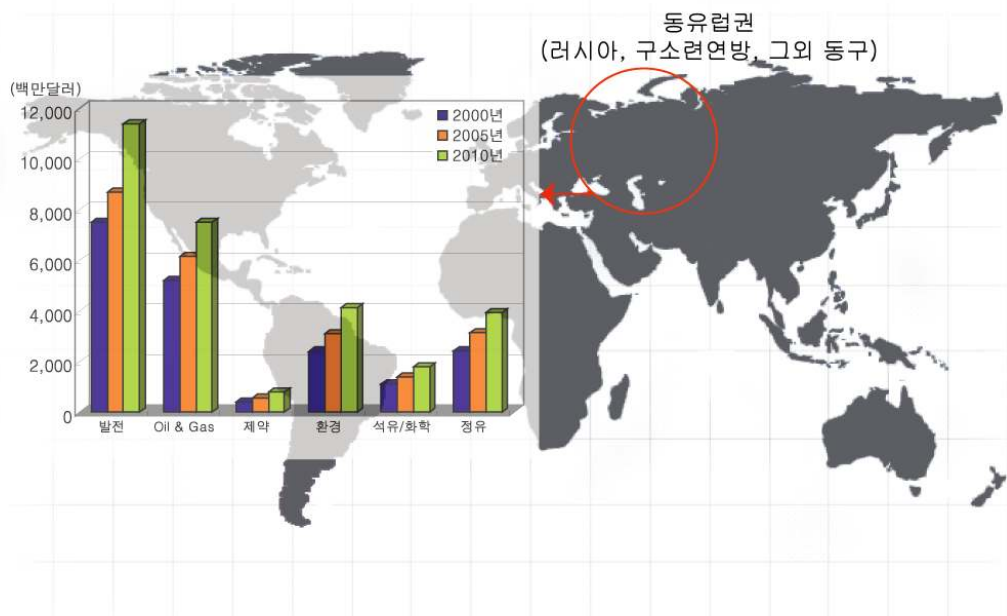 동유럽권
(러시아, 구소련연방, 그외 동구)
(백만달러)
12,000
10,000
8,000
6,000
4,000
2,000
0
2000년
2005년
2010년
발전 Oil & Gas 제약 환경 석유/화학 정유